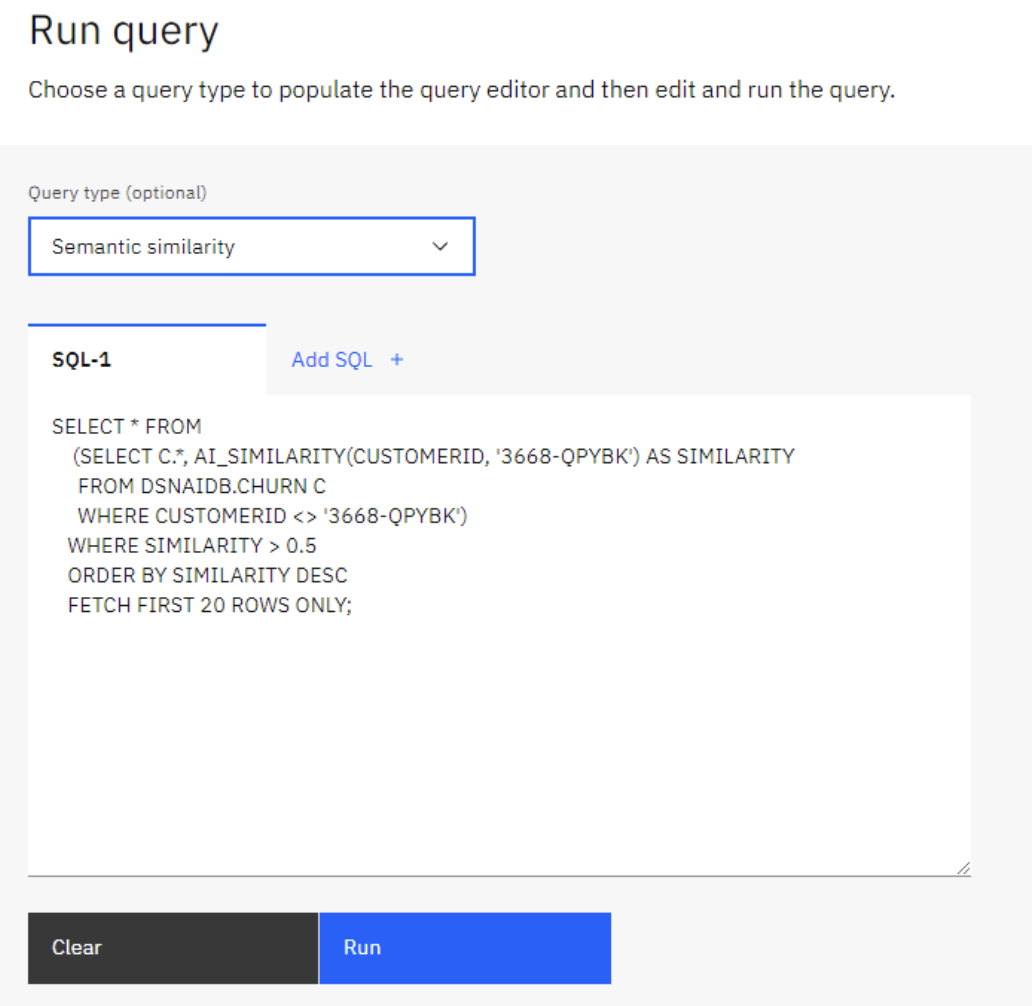 Run query
Choose a query type to populate the query editor and then edit and run the query.
Query type (optional)
Semantic similarity
SQL-1
Add SQL +
SELECT * FROM
(SELECT C.*, AI_SIMILARITY(CUSTOMERID, '3668-QPYBK') AS SIMILARITY
FROM DSNAIDB.CHURN C
WHERE CUSTOMERID <> '3668-QPYBK')
WHERE SIMILARITY > 0.5
ORDER BY SIMILARITY DESC
FETCH FIRST 20 ROWS ONLY;
Clear
Run